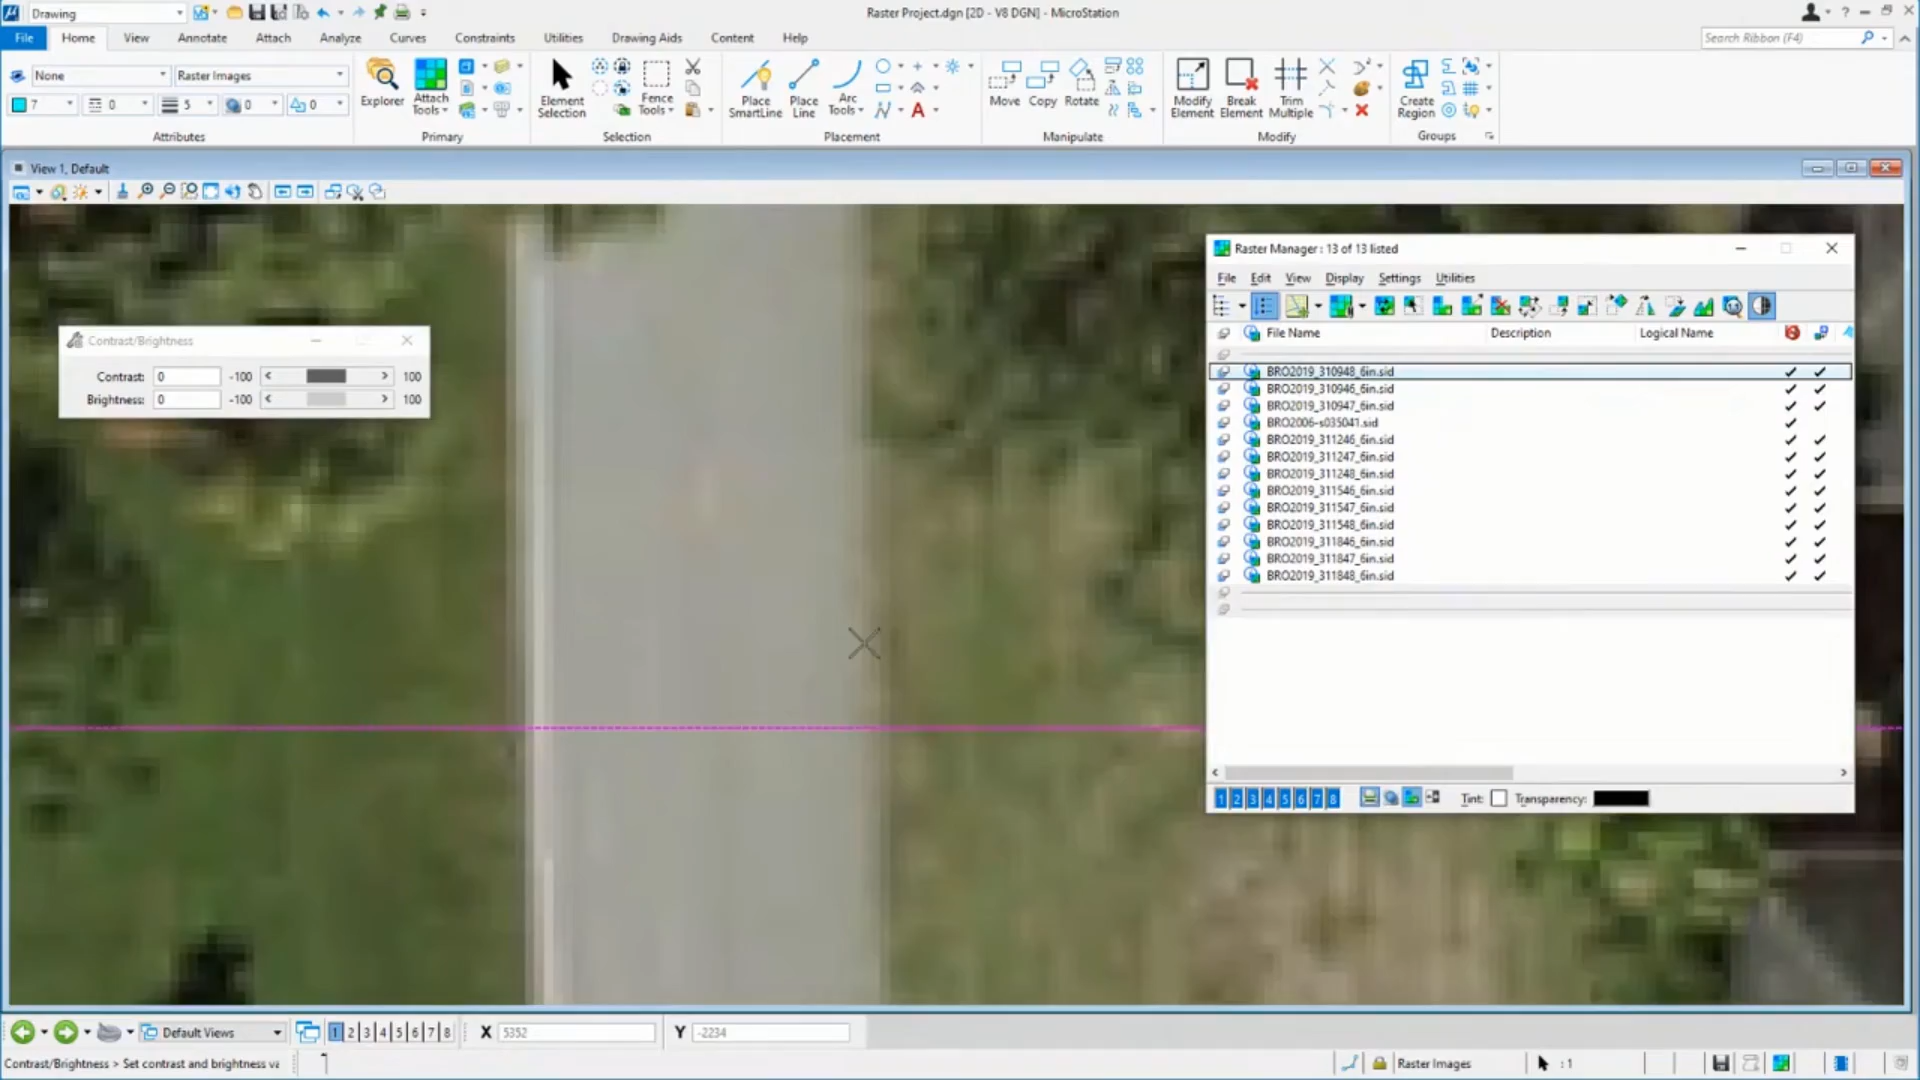 Drawing
Raster Project.dgn [2D - V8 DGN] - MicroStation
File Home View Annotate Attach Analyze Curves Constraints Utilities Drawing Aids Content Help
Search Ribbon (F4)
None
Raster Images
7 0 5 0 0
Attributes
Explorer
Attach Tools
Primary
Element Selection
Fence Tools
Selection
Place SmartLine
Place Line
Arc Tools
Placement
Move
Copy
Rotate
Manipulate
Modify Element
Break Element
Trim Multiple
Modify
Create Region
Groups
View 1, Default
Contrast/Brightness
Contrast: 0 -100 100
Brightness: 0 -100 100
Raster Manager : 13 of 13 listed
File Edit View Display Settings Utilities
File Name Description Logical Name
BRO2019_310948_6in.sid
BRO2019_310946_6in.sid
BRO2019_310947_6in.sid
BRO2006-s035041.sid
BRO2019_311246_6in.sid
BRO2019_311247_6in.sid
BRO2019_311248_6in.sid
BRO2019_311546_6in.sid
BRO2019_311547_6in.sid
BRO2019_311548_6in.sid
BRO2019_311846_6in.sid
BRO2019_311847_6in.sid
BRO2019_311848_6in.sid
1 2 3 4 5 6 7 8 Tint: Transparency:
Default Views 1 2 3 4 5 6 7 8 X 5352 Y -2234
Contrast/Brightness > Set contrast and brightness va
Raster Images : 1